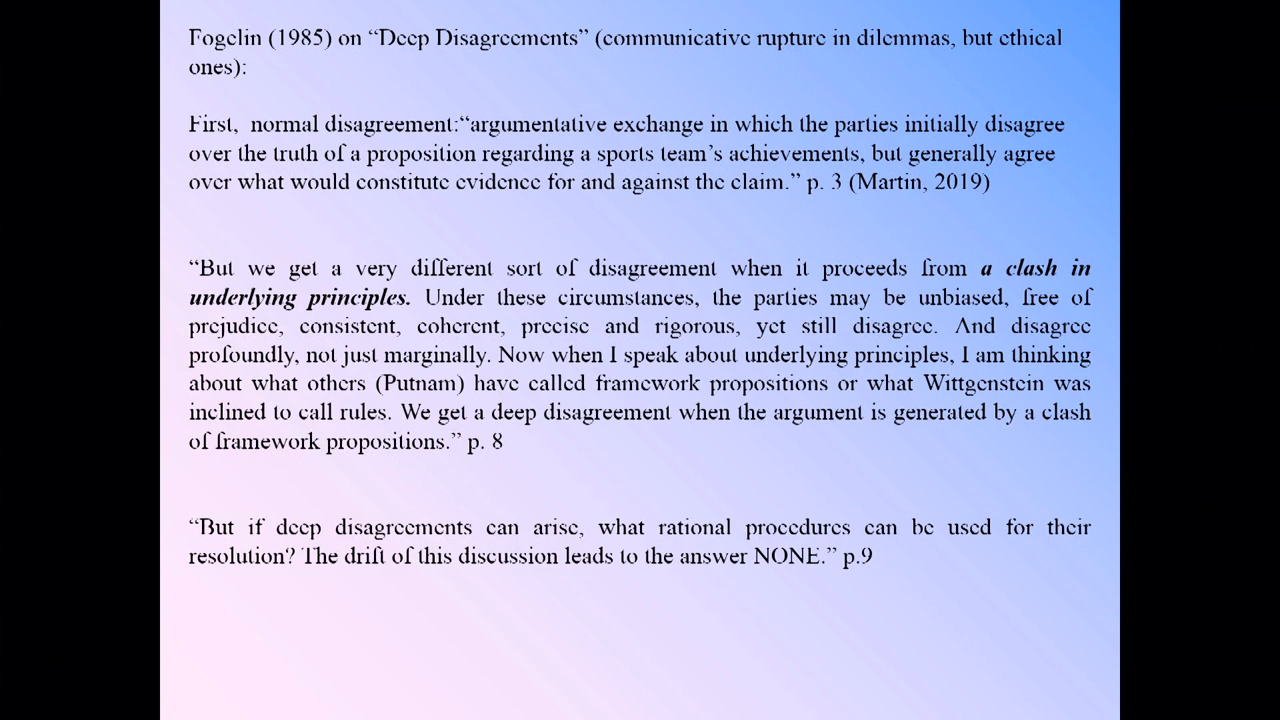 Fogelin (1985) on “Deep Disagreements” (communicative rupture in dilemmas, but ethical
ones):
First, normal disagreement:“argumentative exchange in which the parties initially disagree
over the truth of a proposition regarding a sports team’s achievements, but generally agree
over what would constitute evidence for and against the claim.” p. 3 (Martin, 2019)
“But we get a very different sort of disagreement when it proceeds from a clash in
underlying principles. Under these circumstances, the parties may be unbiased, free of
prejudice, consistent, coherent, precise and rigorous, yet still disagree. And disagree
profoundly, not just marginally. Now when I speak about underlying principles, I am thinking
about what others (Putnam) have called framework propositions or what Wittgenstein was
inclined to call rules. We get a deep disagreement when the argument is generated by a clash
of framework propositions.” p. 8
“But if deep disagreements can arise, what rational procedures can be used for their
resolution? The drift of this discussion leads to the answer NONE.” p.9